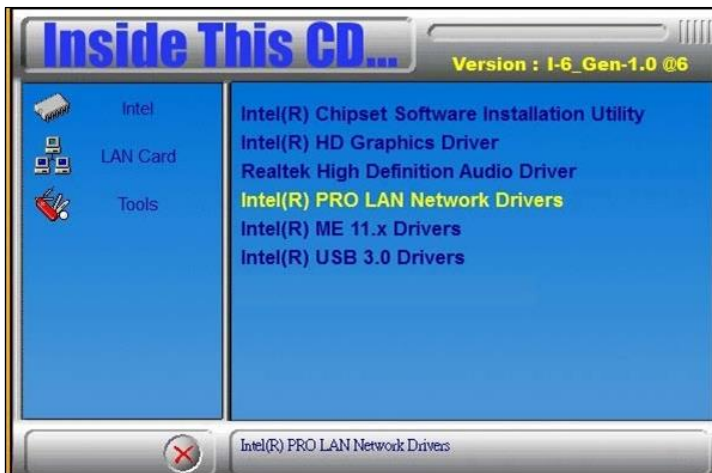 Inside This CD...
Version : I-6_Gen-1.0 @6
Intel
LAN Card
Tools
Intel(R) Chipset Software Installation Utility
Intel(R) HD Graphics Driver
Realtek High Definition Audio Driver
Intel(R) PRO LAN Network Drivers
Intel(R) ME 11.x Drivers
Intel(R) USB 3.0 Drivers
Intel(R) PRO LAN Network Drivers